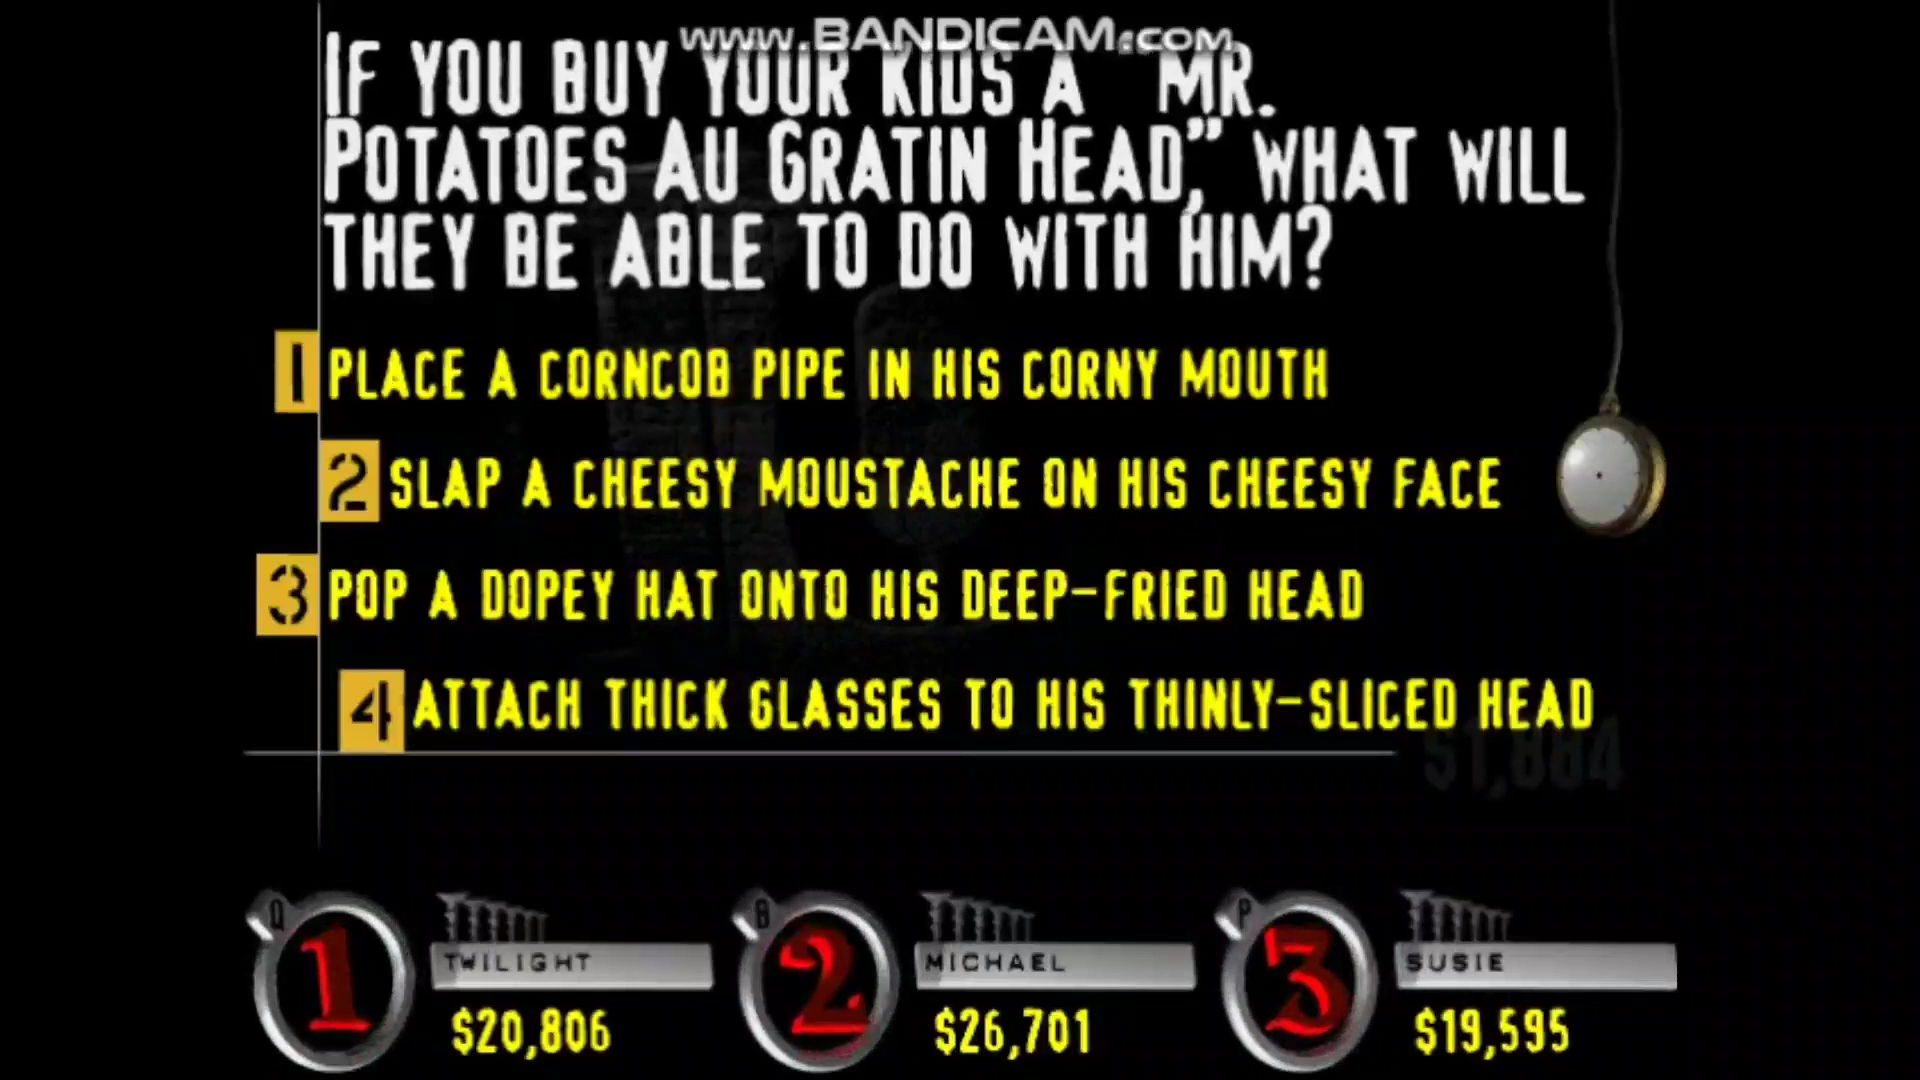 www.BANDICAM.com
IF YOU BUY YOUR KIDS A "MR.
POTATOES AU GRATIN HEAD," WHAT WILL
THEY BE ABLE TO DO WITH HIM?
1 PLACE A CORNCOB PIPE IN HIS CORNY MOUTH
2 SLAP A CHEESY MOUSTACHE ON HIS CHEESY FACE
3 POP A DOPEY HAT ONTO HIS DEEP-FRIED HEAD
4 ATTACH THICK GLASSES TO HIS THINLY-SLICED HEAD
$1,884
Q 1 TWILIGHT B 2 MICHAEL P 3 SUSIE
$20,806 $26,701 $19,595